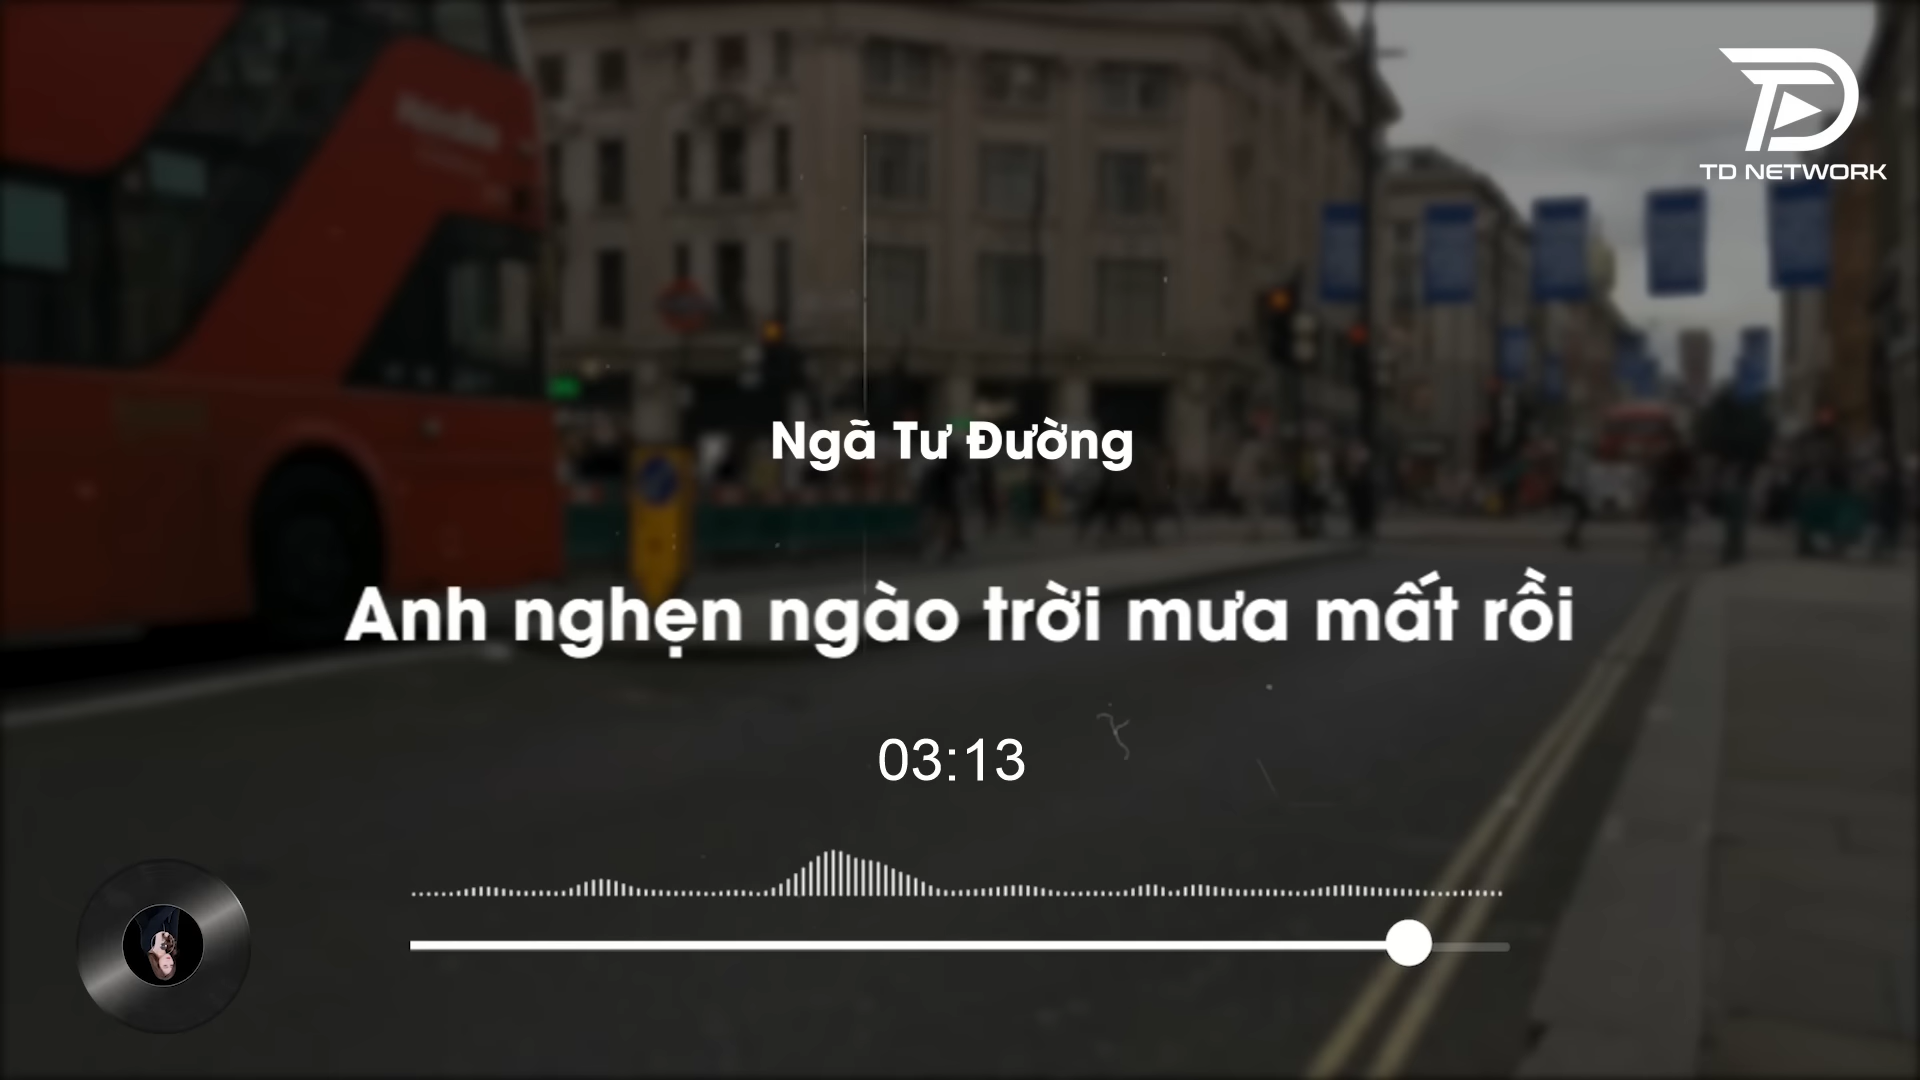 TD NETWORK
Ngã Tư Đường
Anh nghẹn ngào trời mưa mất rồi
03:13